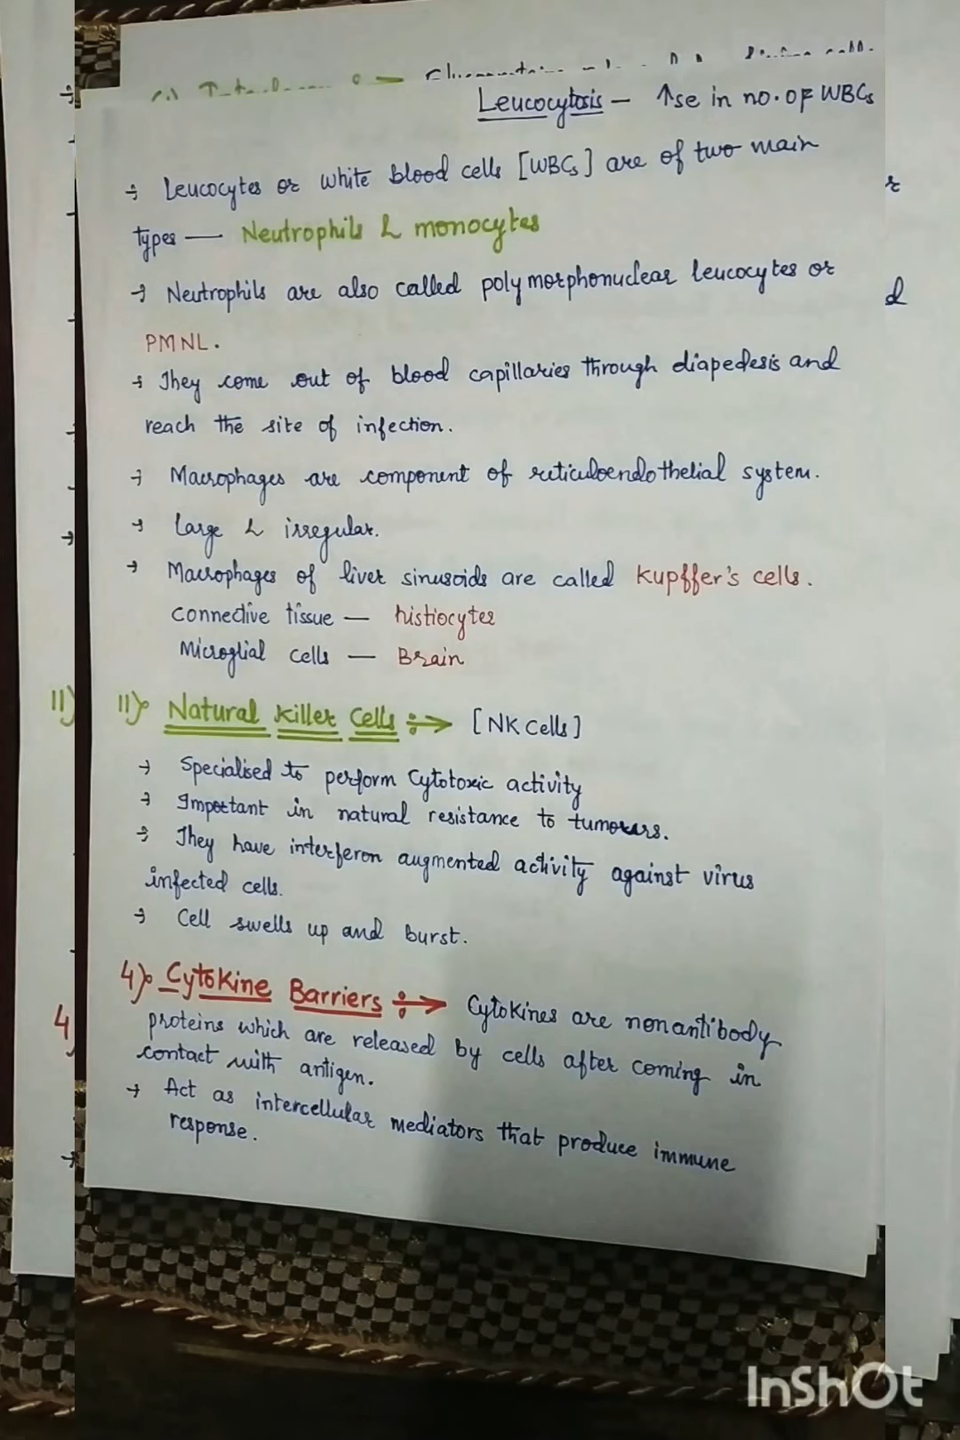 Leucocytosis — ↑se in no. of WBCs
→ Leucocytes or white blood cells [WBCs] are of two main
types — Neutrophils & monocytes
→ Neutrophils are also called polymorphonuclear leucocytes or
PMNL.
→ They come out of blood capillaries through diapedesis and
reach the site of infection.
→ Macrophages are component of reticuloendothelial system.
→ Large & irregular.
→ Macrophages of liver sinusoids are called Kupffer's cells.
Connective tissue — histiocytes
Microglial cells — Brain
11) Natural Killer Cells :→ [NK Cells]
→ Specialised to perform Cytotoxic activity
→ Important in natural resistance to tumours.
→ They have interferon augmented activity against virus
infected cells.
→ Cell swells up and burst.
4) Cytokine Barriers :→ Cytokines are nonantibody
proteins which are released by cells after coming in
contact with antigen.
→ Act as intercellular mediators that produce immune
response.
11)
4
r
d
InShOt